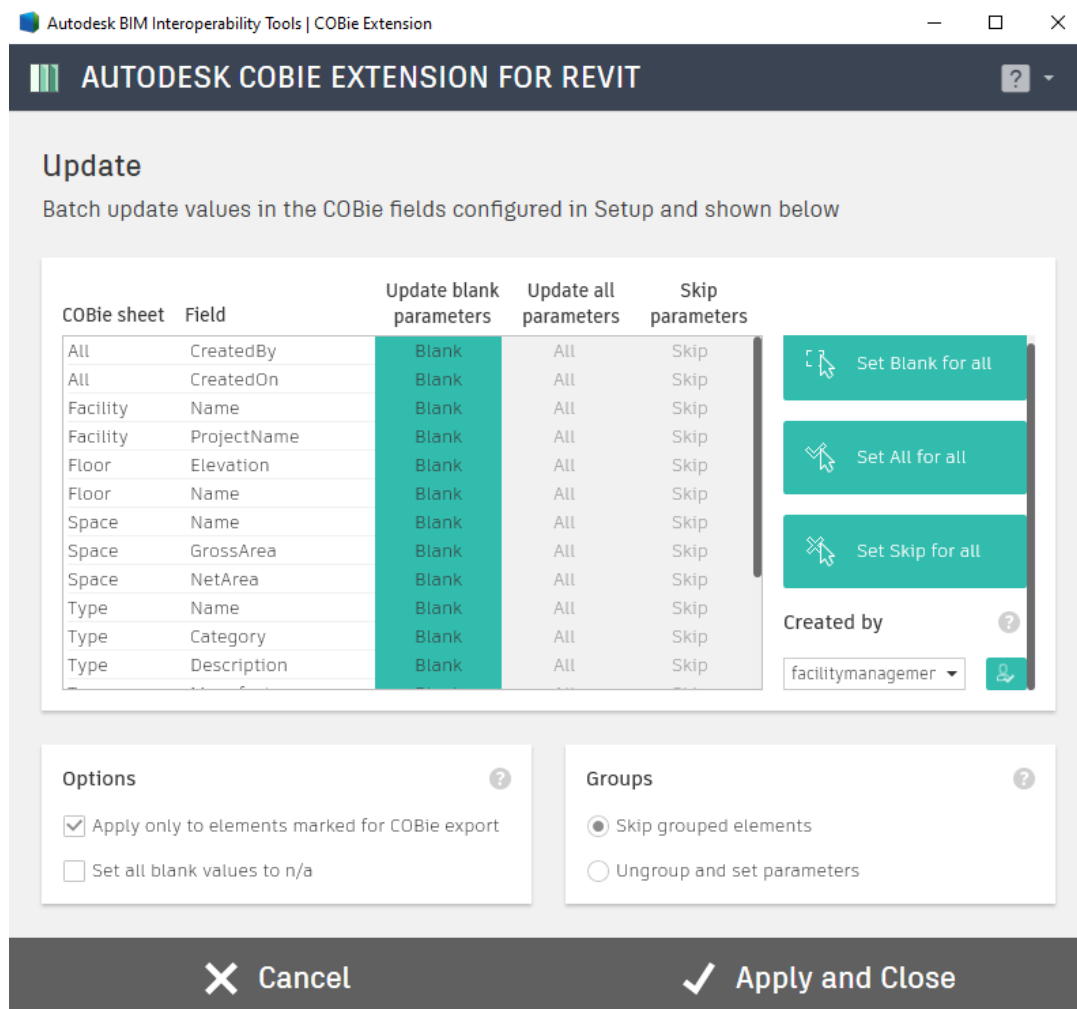 Autodesk BIM Interoperability Tools | COBie Extension
AUTODESK COBIE EXTENSION FOR REVIT
?
Update
Batch update values in the COBie fields configured in Setup and shown below
COBie sheet Field Update blank parameters Update all parameters Skip parameters
All CreatedBy Blank All Skip
All CreatedOn Blank All Skip
Facility Name Blank All Skip
Facility ProjectName Blank All Skip
Floor Elevation Blank All Skip
Floor Name Blank All Skip
Space Name Blank All Skip
Space GrossArea Blank All Skip
Space NetArea Blank All Skip
Type Name Blank All Skip
Type Category Blank All Skip
Type Description Blank All Skip
Set Blank for all
Set All for all
Set Skip for all
Created by ?
facilitymanagemer
Options ?
Apply only to elements marked for COBie export
Set all blank values to n/a
Groups ?
Skip grouped elements
Ungroup and set parameters
Cancel
Apply and Close